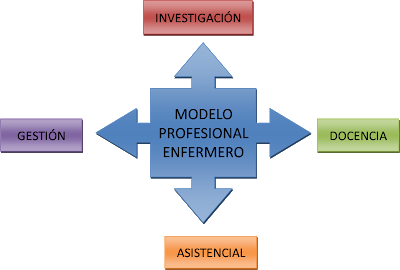 INVESTIGACIÓN
MODELO
PROFESIONAL
ENFERMERO
GESTIÓN
DOCENCIA
ASISTENCIAL